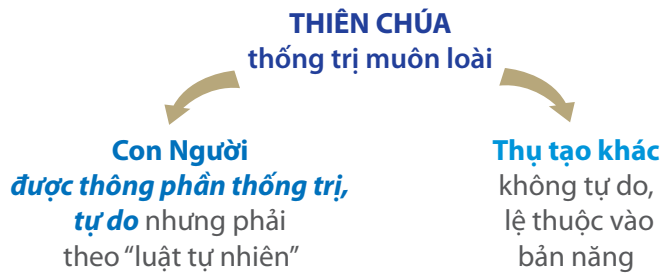 THIÊN CHÚA
thống trị muôn loài
Con Người
được thông phần thống trị,
tự do nhưng phải
theo “luật tự nhiên”
Thụ tạo khác
không tự do,
lệ thuộc vào
bản năng